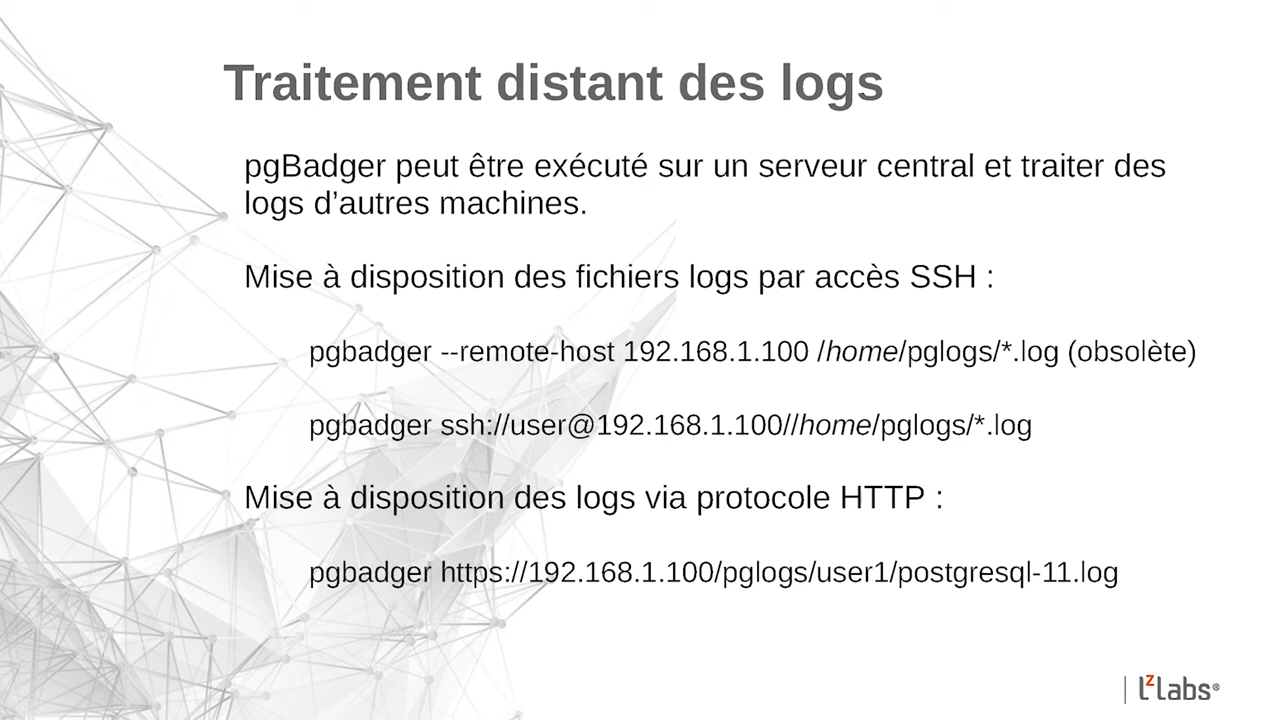 Traitement distant des logs
pgBadger peut être exécuté sur un serveur central et traiter des
logs d’autres machines.
Mise à disposition des fichiers logs par accès SSH :
pgbadger --remote-host 192.168.1.100 /home/pglogs/*.log (obsolète)
pgbadger ssh://user@192.168.1.100//home/pglogs/*.log
Mise à disposition des logs via protocole HTTP :
pgbadger https://192.168.1.100/pglogs/user1/postgresql-11.log
LzLabs®